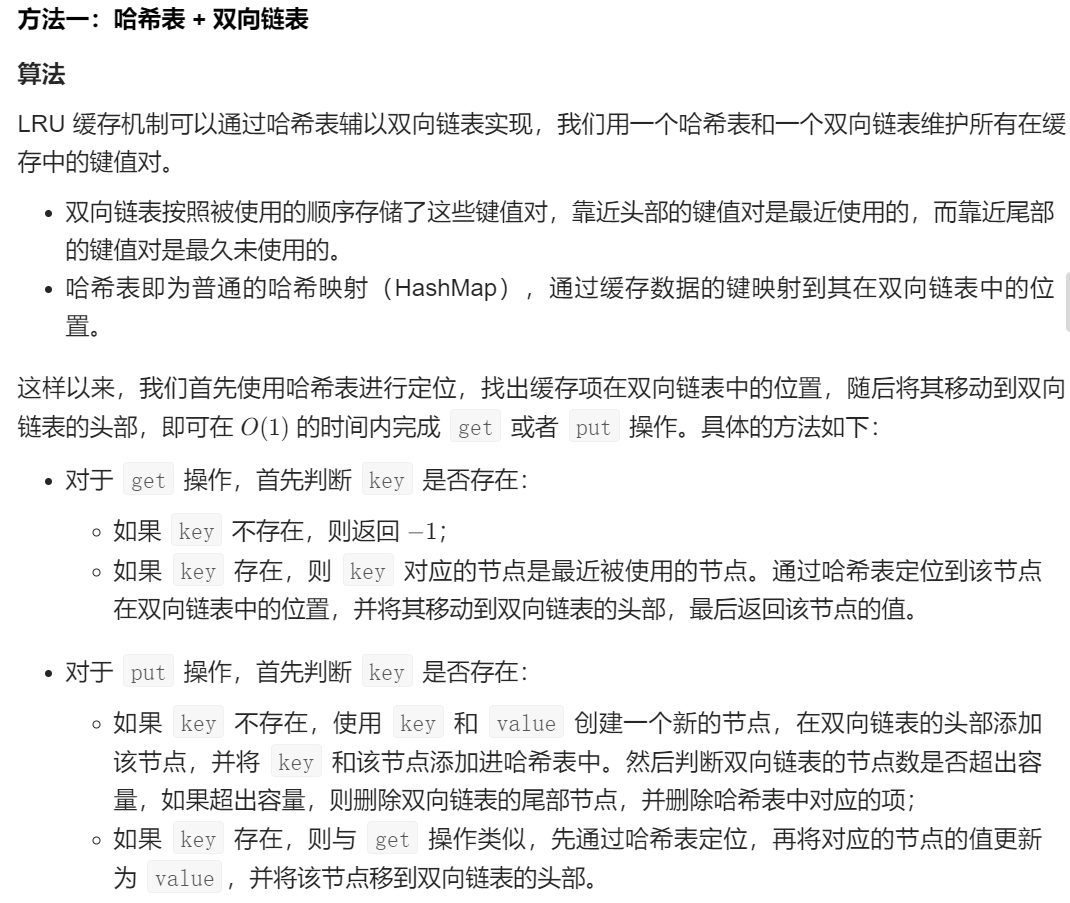 方法一：哈希表 + 双向链表
算法
LRU 缓存机制可以通过哈希表辅以双向链表实现，我们用一个哈希表和一个双向链表维护所有在缓
存中的键值对。
• 双向链表按照被使用的顺序存储了这些键值对，靠近头部的键值对是最近使用的，而靠近尾部
的键值对是最久未使用的。
• 哈希表即为普通的哈希映射（HashMap），通过缓存数据的键映射到其在双向链表中的位
置。
这样以来，我们首先使用哈希表进行定位，找出缓存项在双向链表中的位置，随后将其移动到双向
链表的头部，即可在 O(1) 的时间内完成 get 或者 put 操作。具体的方法如下：
• 对于 get 操作，首先判断 key 是否存在：
◦ 如果 key 不存在，则返回 −1；
◦ 如果 key 存在，则 key 对应的节点是最近被使用的节点。通过哈希表定位到该节点
在双向链表中的位置，并将其移动到双向链表的头部，最后返回该节点的值。
• 对于 put 操作，首先判断 key 是否存在：
◦ 如果 key 不存在，使用 key 和 value 创建一个新的节点，在双向链表的头部添加
该节点，并将 key 和该节点添加进哈希表中。然后判断双向链表的节点数是否超出容
量，如果超出容量，则删除双向链表的尾部节点，并删除哈希表中对应的项；
◦ 如果 key 存在，则与 get 操作类似，先通过哈希表定位，再将对应的节点的值更新
为 value ，并将该节点移到双向链表的头部。